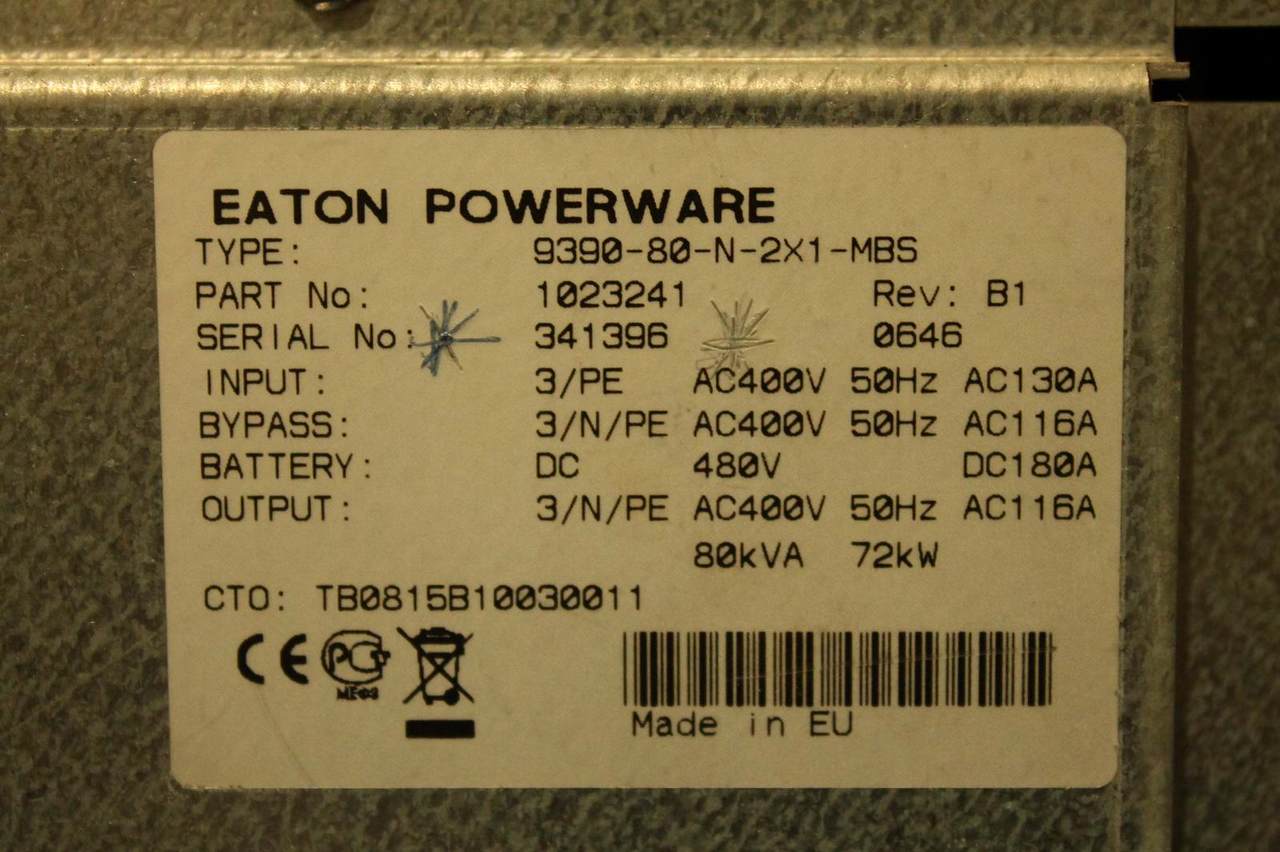 EATON POWERWARE
TYPE: 9390-80-N-2X1-MBS
PART No: 1023241 Rev: B1
SERIAL No: 341396 0646
INPUT: 3/PE AC400V 50Hz AC130A
BYPASS: 3/N/PE AC400V 50Hz AC116A
BATTERY: DC 480V DC180A
OUTPUT: 3/N/PE AC400V 50Hz AC116A
80kVA 72kW
CTO: TB0815B10030011
CE
Made in EU